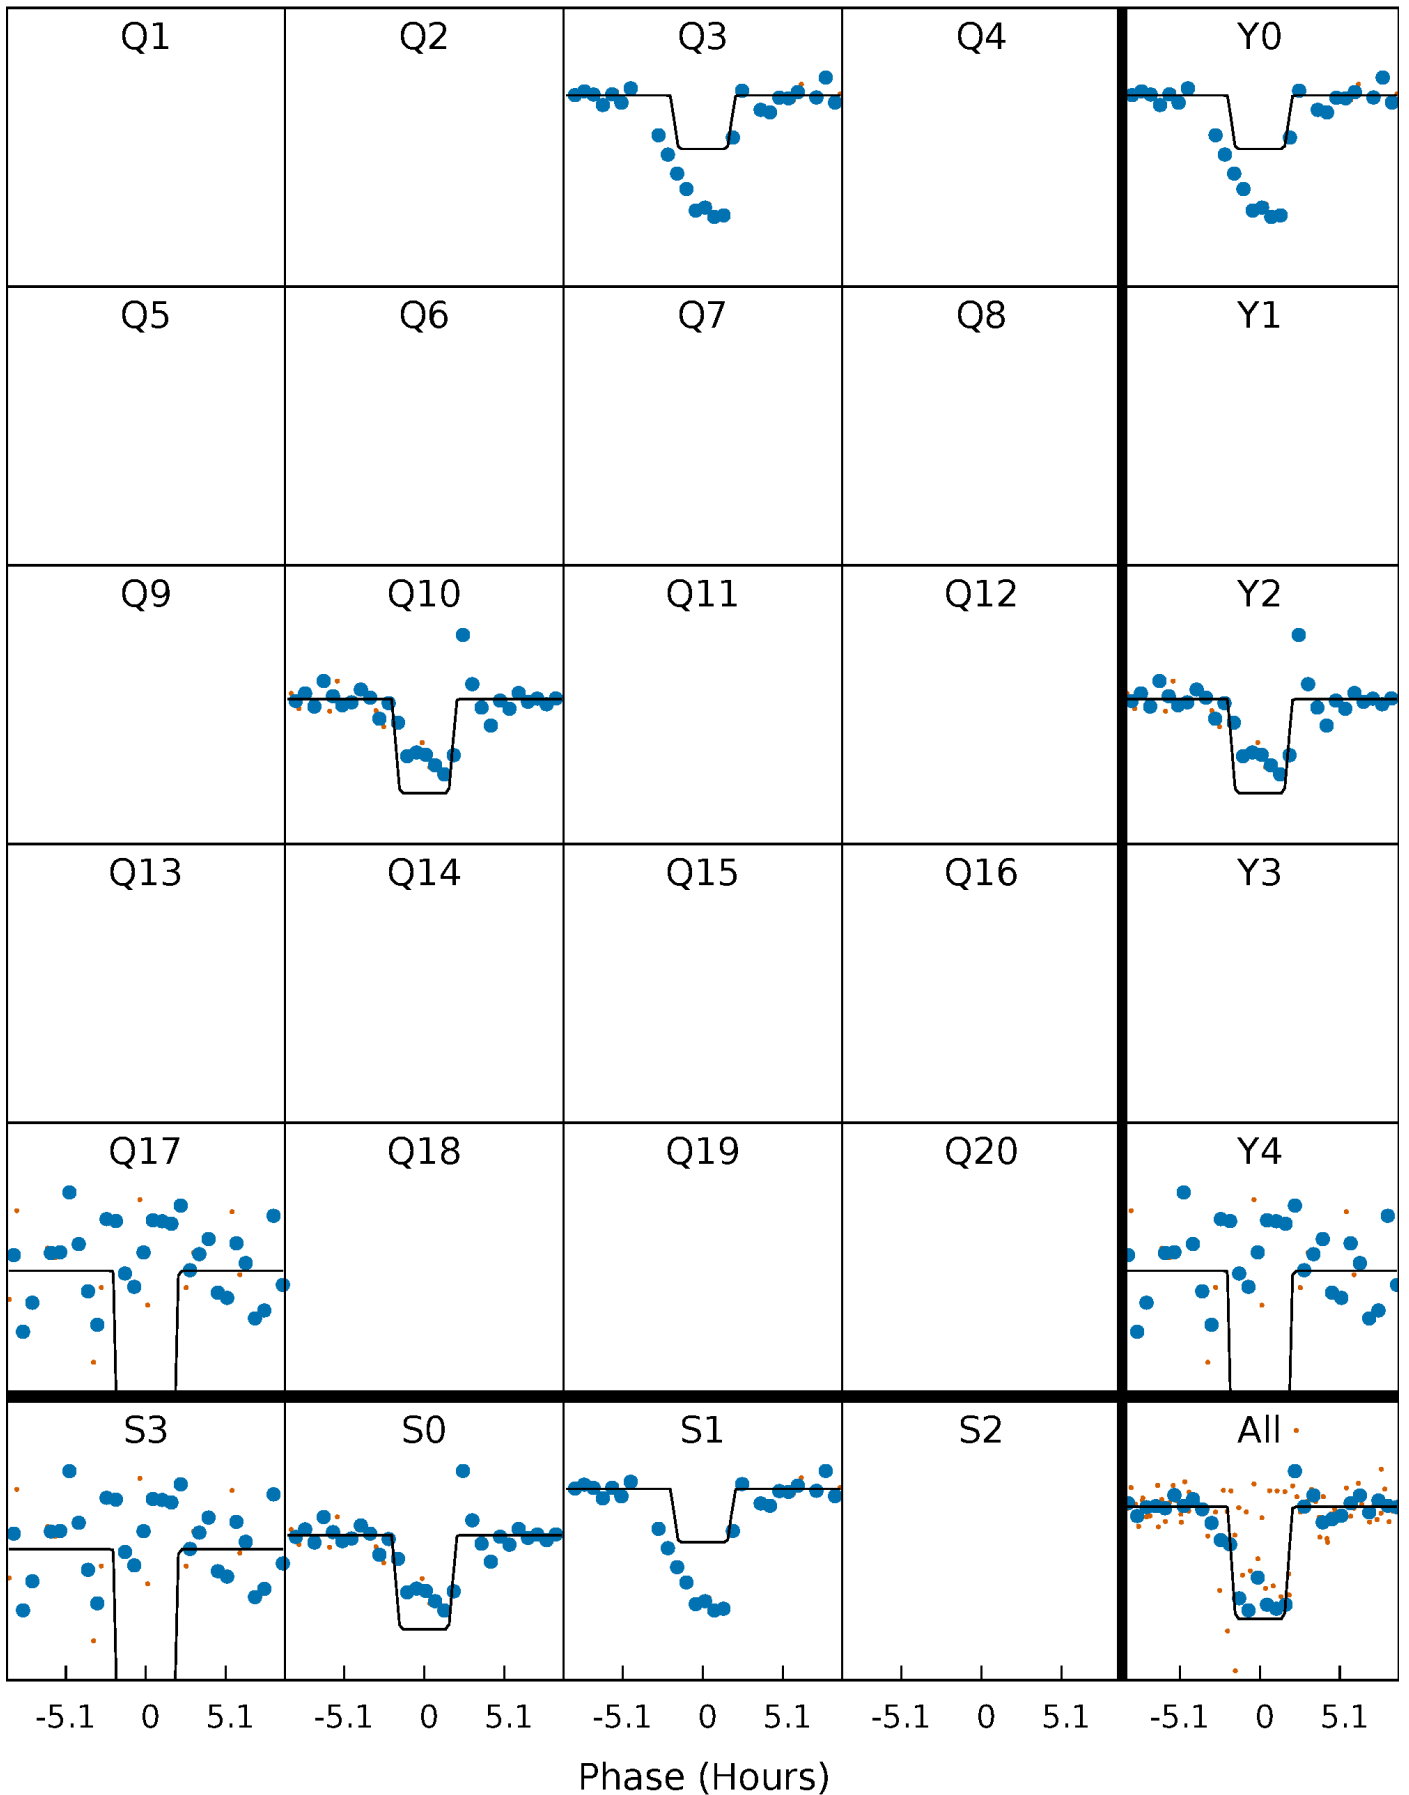 Q1 Q2 Q3 Q4 Y0
Q5 Q6 Q7 Q8 Y1
Q9 Q10 Q11 Q12 Y2
Q13 Q14 Q15 Q16 Y3
Q17 Q18 Q19 Q20 Y4
S3 S0 S1 S2 All
-5.1 0 5.1 -5.1 0 5.1 -5.1 0 5.1 -5.1 0 5.1 -5.1 0 5.1
Phase (Hours)